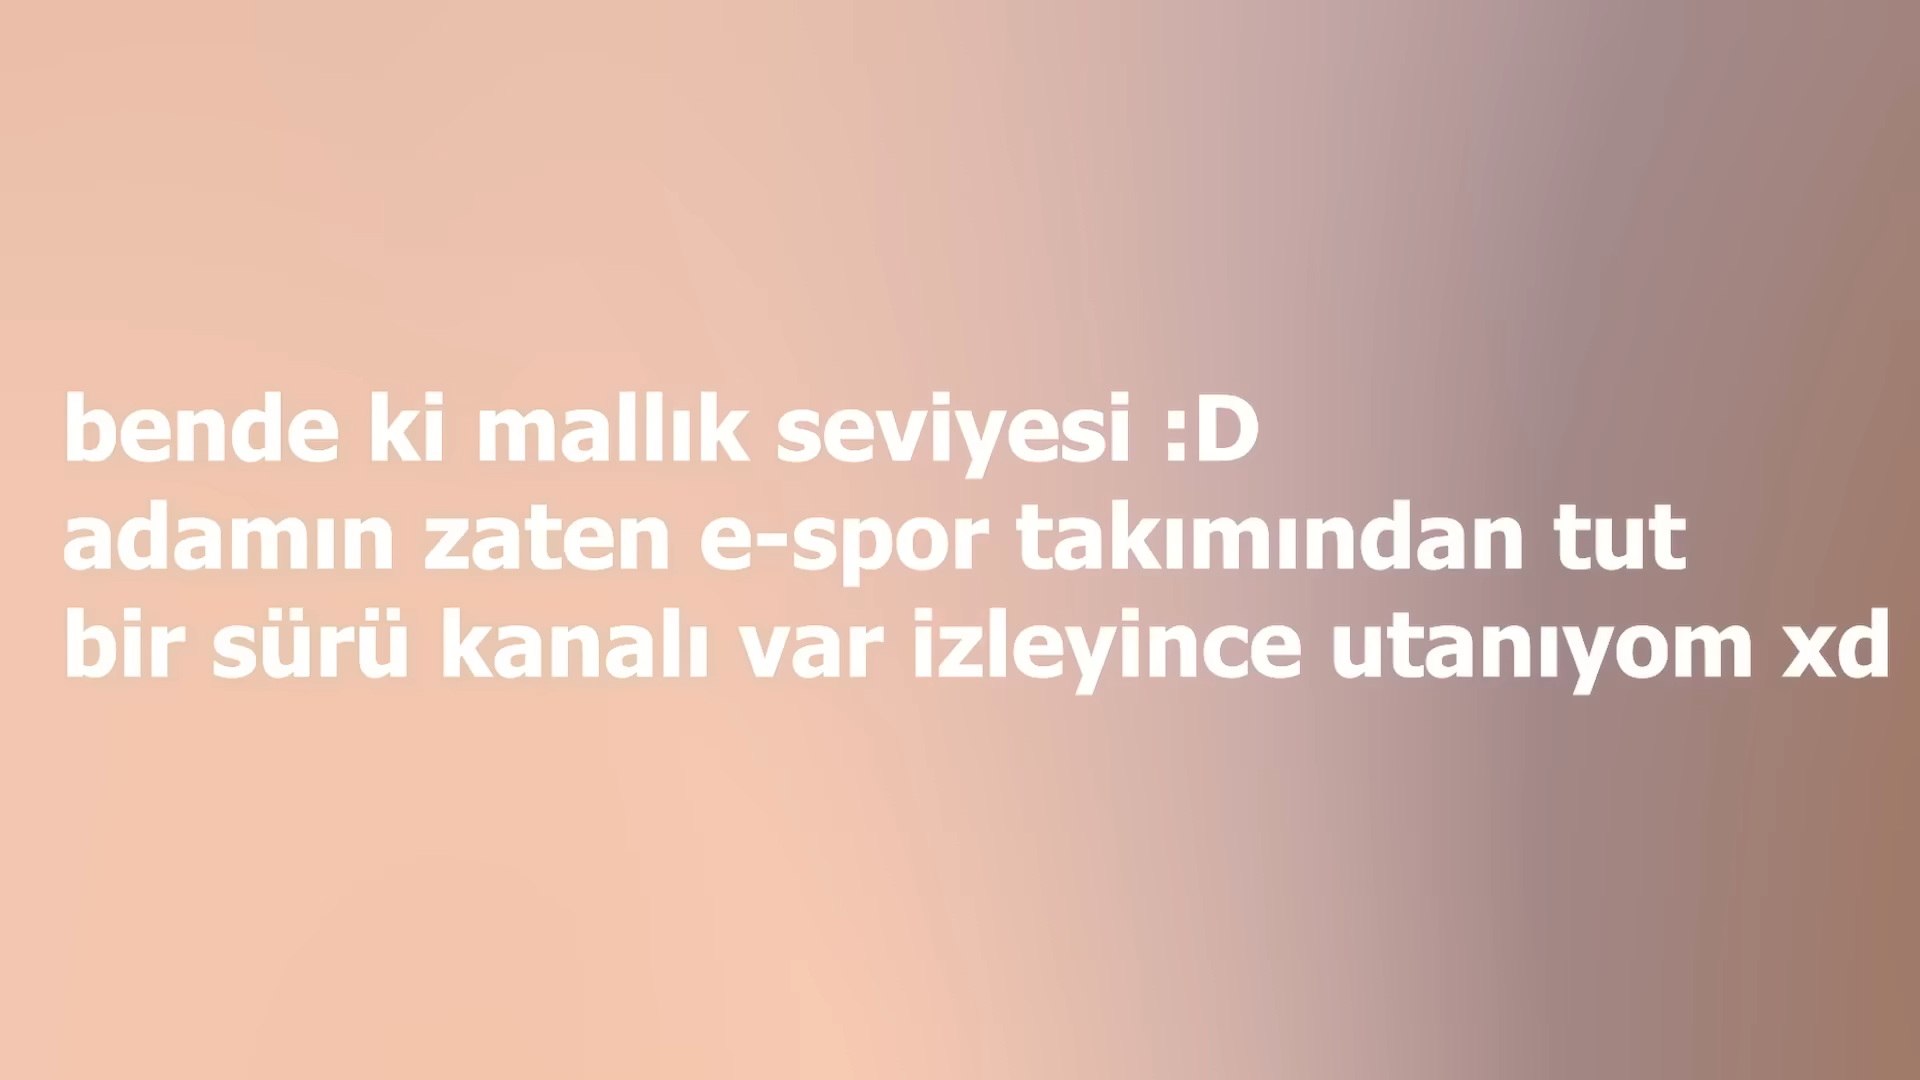 bende ki mallık seviyesi :D
adamın zaten e-spor takımından tut
bir sürü kanalı var izleyince utanıyom xd